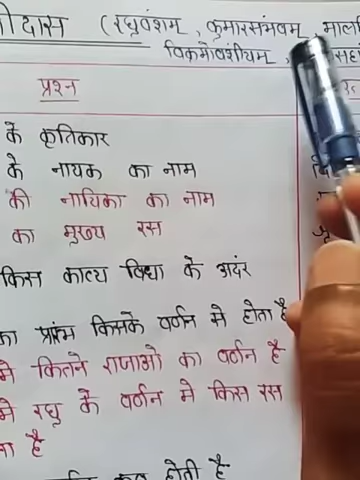 दास (रघुवंशम्, कुमारसंभवम्, माल
विक्रमोवशीयम,
प्रश्न
के कृतिकार
के नायक का नाम
की नायिका का नाम
का मुख्य रस
किस काव्य विद्या के अदंर
का प्रारंम किसके वर्णन मे होता है
मे कितने राजाओ का वर्णन है
मे रघु के वर्णन मे किस रस
है
होती है